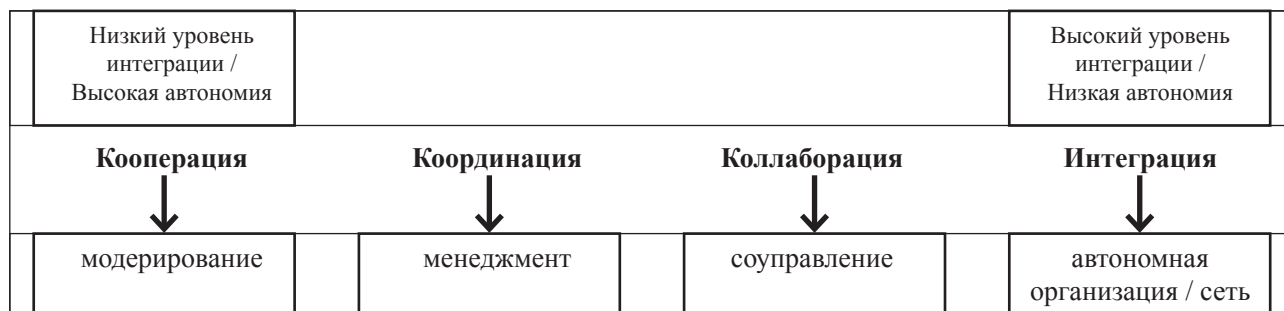 Низкий уровень
интеграции /
Высокая автономия
Высокий уровень
интеграции /
Низкая автономия
Кооперация
Координация
Коллаборация
Интеграция
модерирование
менеджмент
соуправление
автономная
организация / сеть